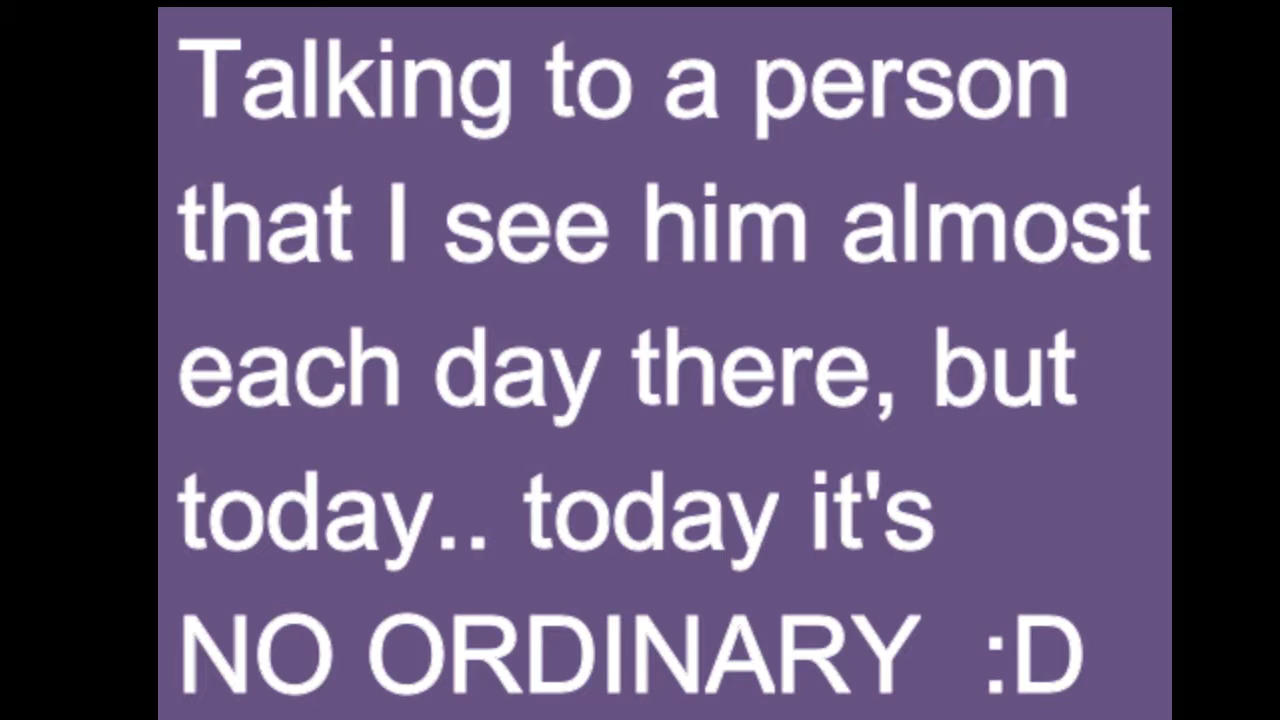 Talking to a person
that I see him almost
each day there, but
today.. today it's
NO ORDINARY  :D